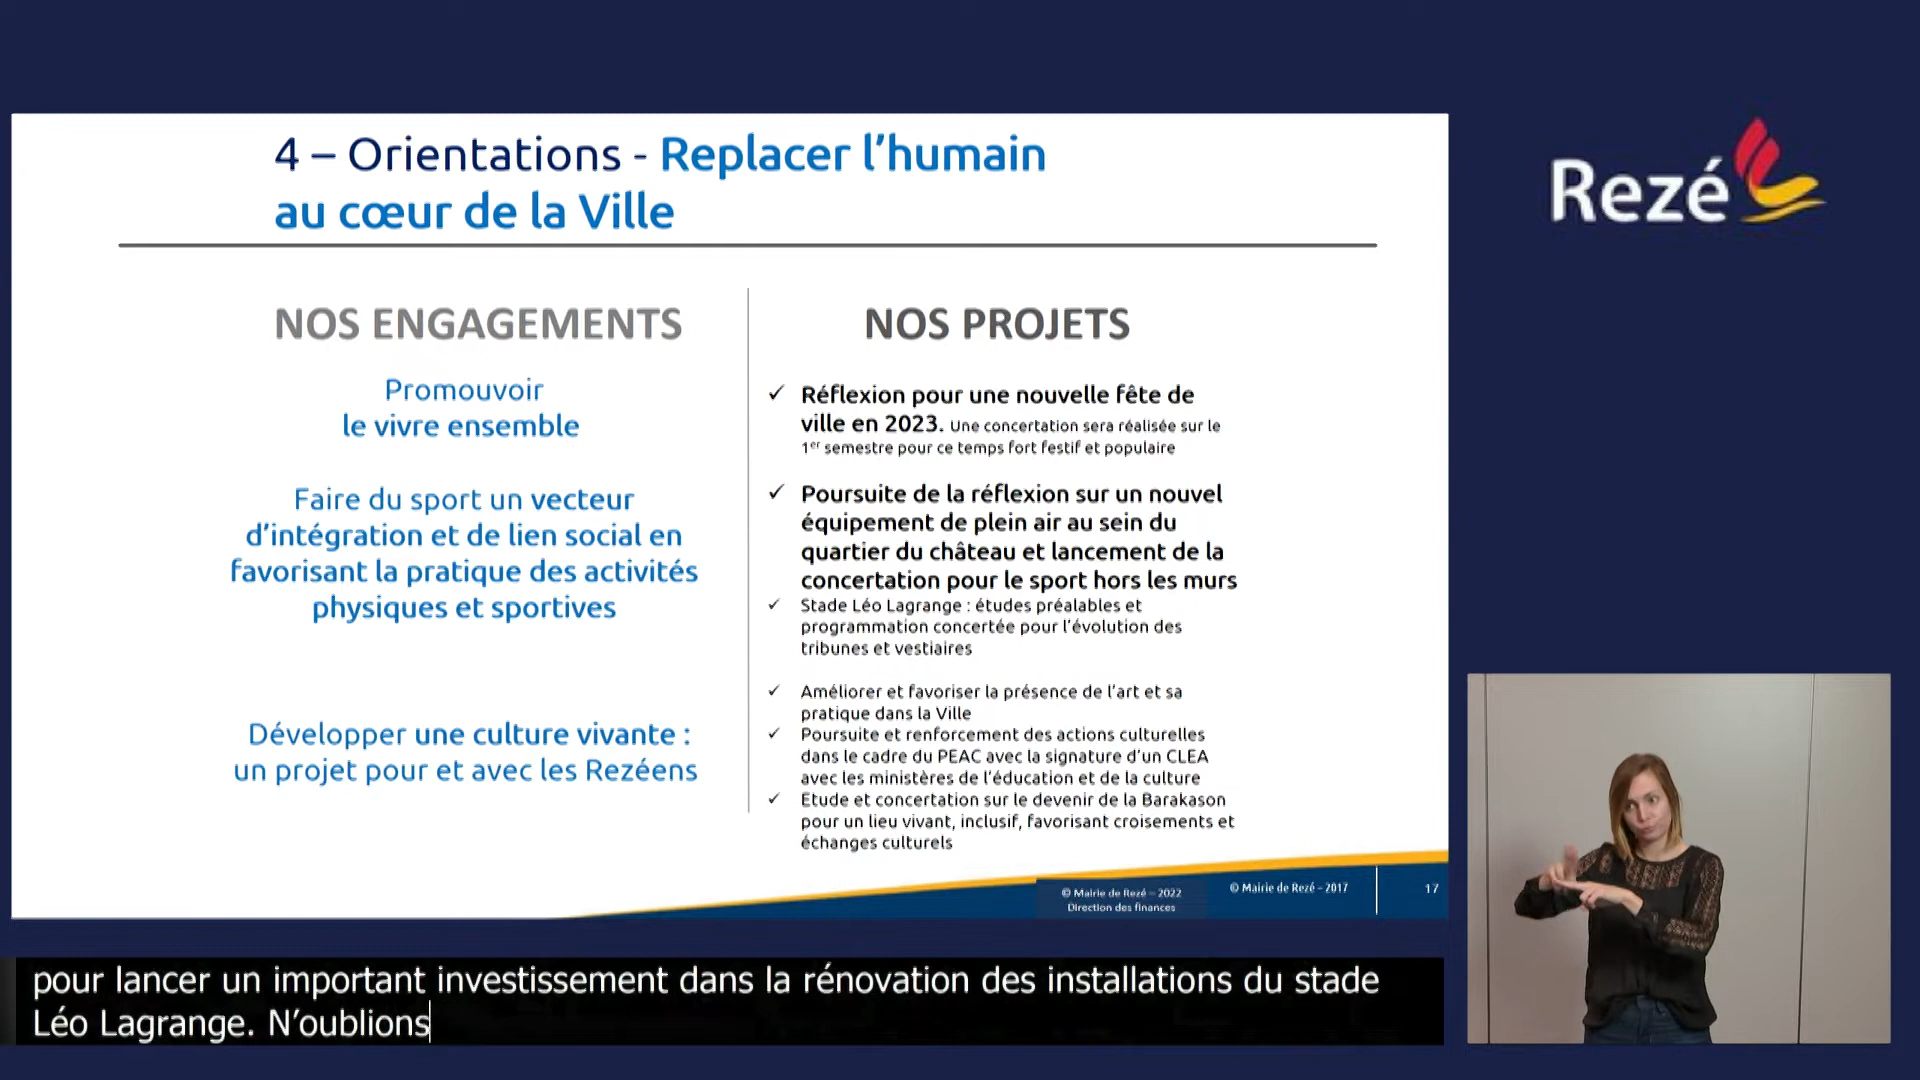 4 – Orientations - Replacer l’humain
au cœur de la Ville
Rezé
NOS ENGAGEMENTS
Promouvoir
le vivre ensemble
Faire du sport un vecteur
d’intégration et de lien social en
favorisant la pratique des activités
physiques et sportives
Développer une culture vivante :
un projet pour et avec les Rezéens
NOS PROJETS
✓ Réflexion pour une nouvelle fête de
ville en 2023. Une concertation sera réalisée sur le
1er semestre pour ce temps fort festif et populaire
✓ Poursuite de la réflexion sur un nouvel
équipement de plein air au sein du
quartier du château et lancement de la
concertation pour le sport hors les murs
✓ Stade Léo Lagrange : études préalables et
programmation concertée pour l’évolution des
tribunes et vestiaires
✓ Améliorer et favoriser la présence de l’art et sa
pratique dans la Ville
✓ Poursuite et renforcement des actions culturelles
dans le cadre du PEAC avec la signature d’un CLEA
avec les ministères de l’éducation et de la culture
✓ Etude et concertation sur le devenir de la Barakason
pour un lieu vivant, inclusif, favorisant croisements et
échanges culturels
© Mairie de Rezé – 2022
Direction des finances
© Mairie de Rezé – 2017
17
pour lancer un important investissement dans la rénovation des installations du stade
Léo Lagrange. N’oublions